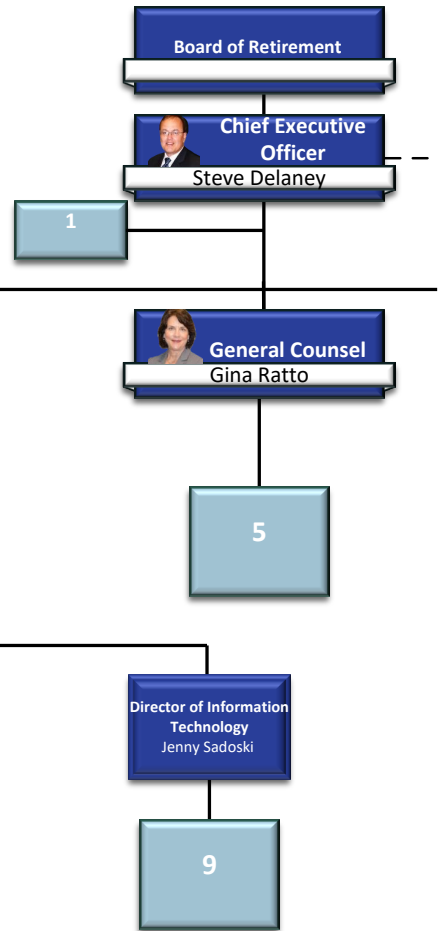 Board of Retirement
Chief Executive
Officer
Steve Delaney
1
General Counsel
Gina Ratto
5
Director of Information
Technology
Jenny Sadoski
9